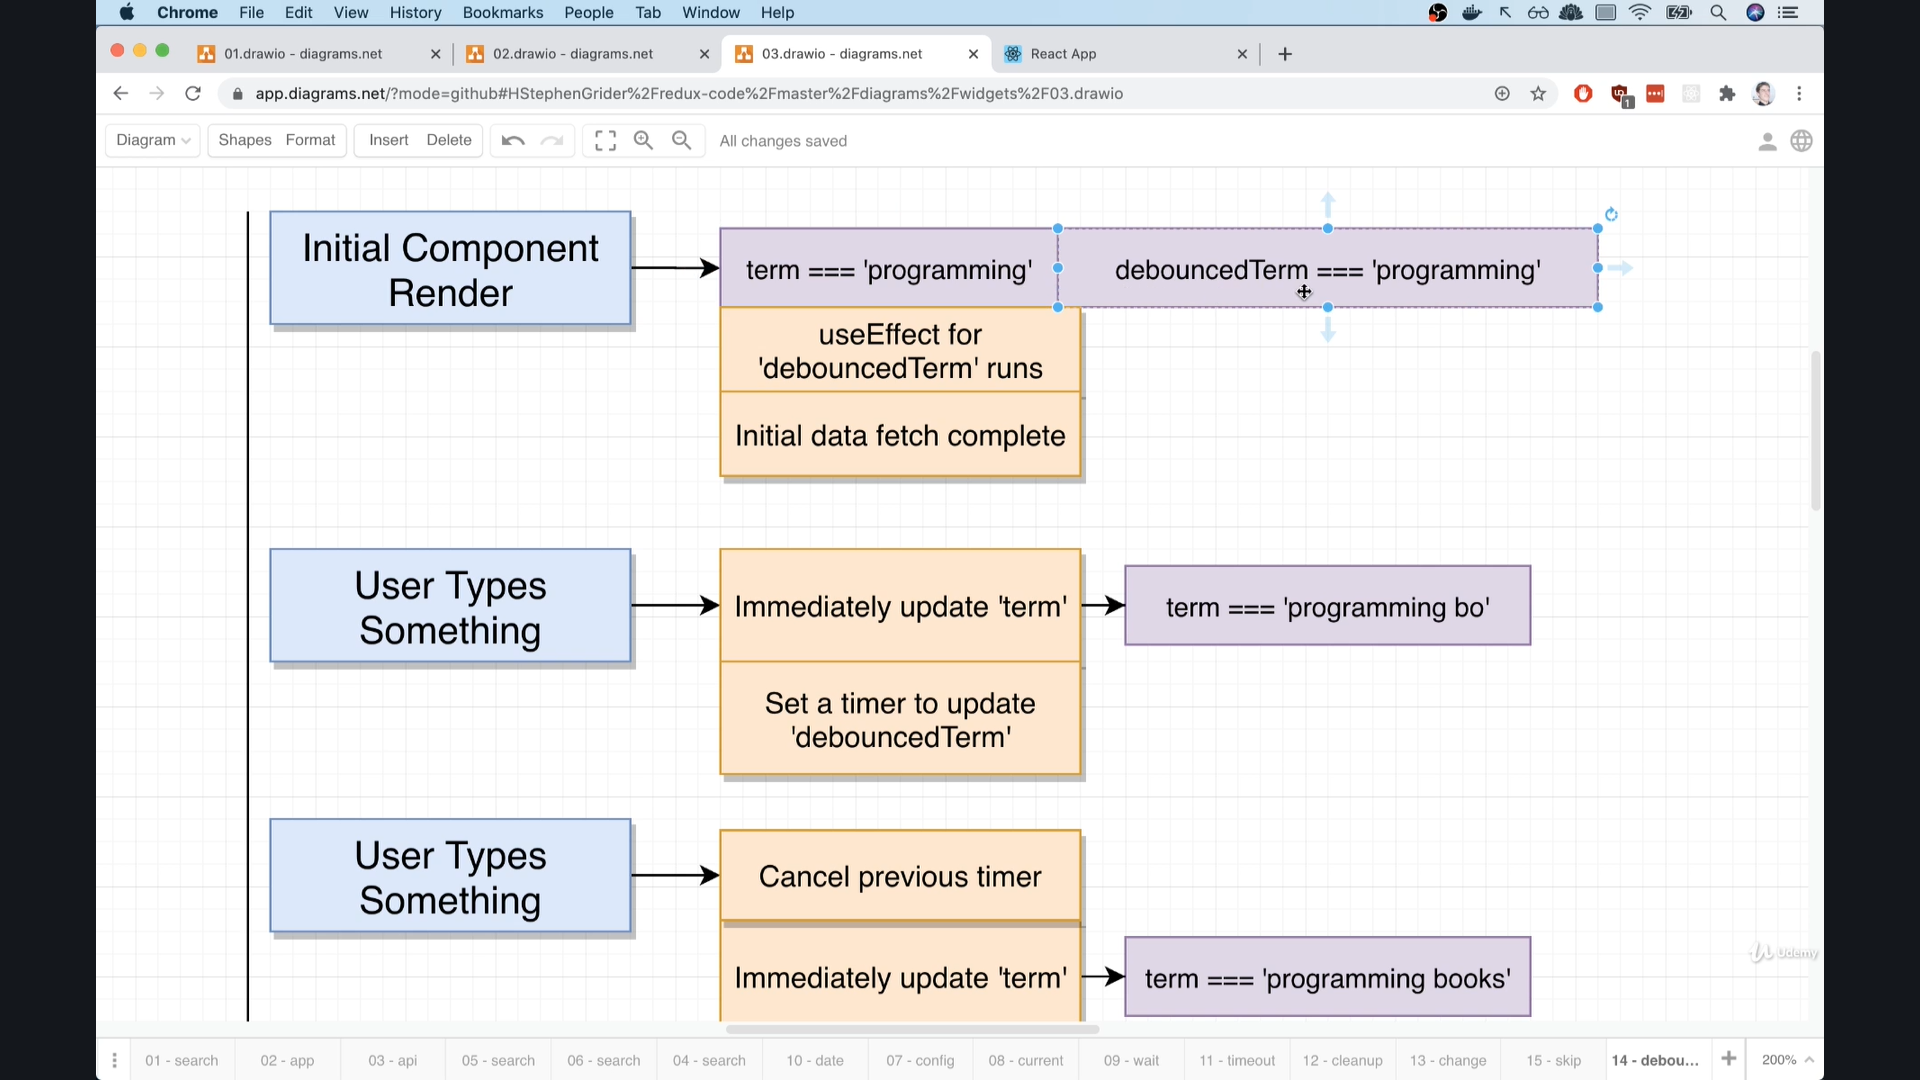 Chrome File Edit View History Bookmarks People Tab Window Help
01.drawio - diagrams.net 02.drawio - diagrams.net 03.drawio - diagrams.net React App
app.diagrams.net/?mode=github#HStephenGrider%2Fredux-code%2Fmaster%2Fdiagrams%2Fwidgets%2F03.drawio
1
Diagram Shapes Format Insert Delete All changes saved
Initial Component
Render
term === 'programming'
debouncedTerm === 'programming'
useEffect for
'debouncedTerm' runs
Initial data fetch complete
User Types
Something
Immediately update 'term'
term === 'programming bo'
Set a timer to update
'debouncedTerm'
User Types
Something
Cancel previous timer
Immediately update 'term'
term === 'programming books'
Udemy
01 - search 02 - app 03 - api 05 - search 06 - search 04 - search 10 - date 07 - config 08 - current 09 - wait 11 - timeout 12 - cleanup 13 - change 15 - skip 14 - debou... 200%